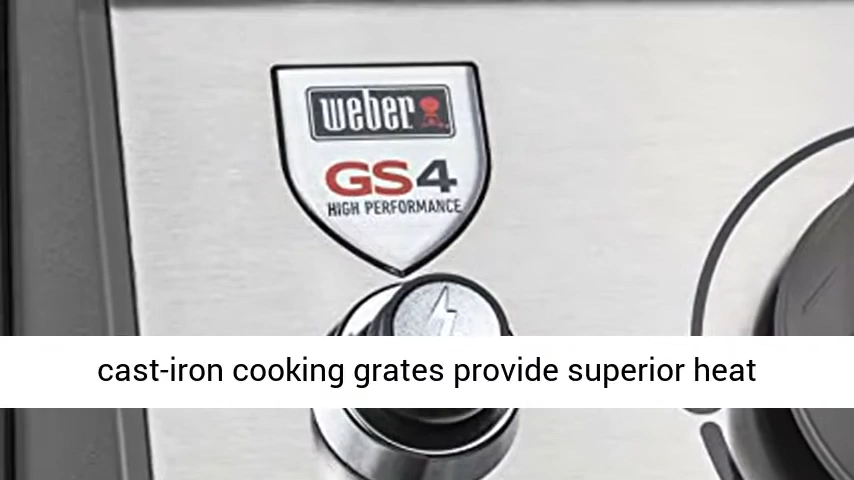 weber
GS4
HIGH PERFORMANCE
cast-iron cooking grates provide superior heat